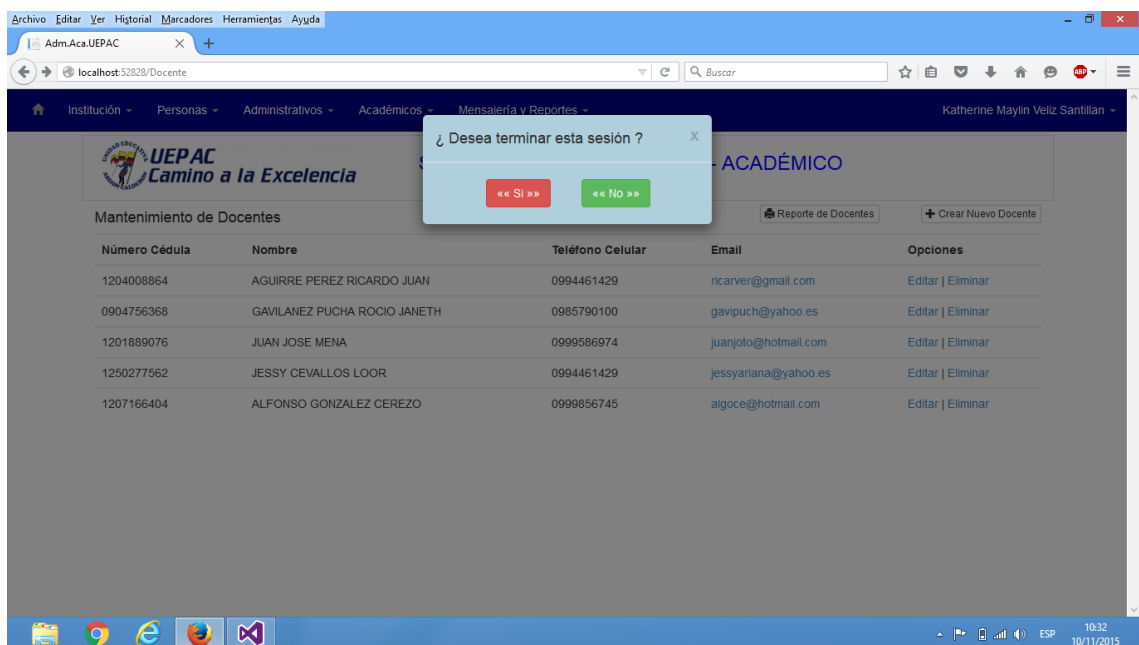 Archivo Editar Ver Historial Marcadores Herramientas Ayuda
Adm.Aca.UEPAC
localhost:52828/Docente
Buscar
ABP
Institución Personas Administrativos Académicos Mensajería y Reportes Katherine Maylin Veliz Santillan
¿ Desea terminar esta sesión ? x
«« Si »» «« No »»
UEPAC
Camino a la Excelencia
S - ACADÉMICO
Mantenimiento de Docentes
Reporte de Docentes
Crear Nuevo Docente
Número Cédula Nombre Teléfono Celular Email Opciones
1204008864 AGUIRRE PEREZ RICARDO JUAN 0994461429 ricarver@gmail.com Editar | Eliminar
0904756368 GAVILANEZ PUCHA ROCIO JANETH 0985790100 gavipuch@yahoo.es Editar | Eliminar
1201889076 JUAN JOSE MENA 0999586974 juanjoto@hotmail.com Editar | Eliminar
1250277562 JESSY CEVALLOS LOOR 0994461429 jessyariana@yahoo.es Editar | Eliminar
1207166404 ALFONSO GONZALEZ CEREZO 0999856745 algoce@hotmail.com Editar | Eliminar
ESP
10:32
10/11/2015